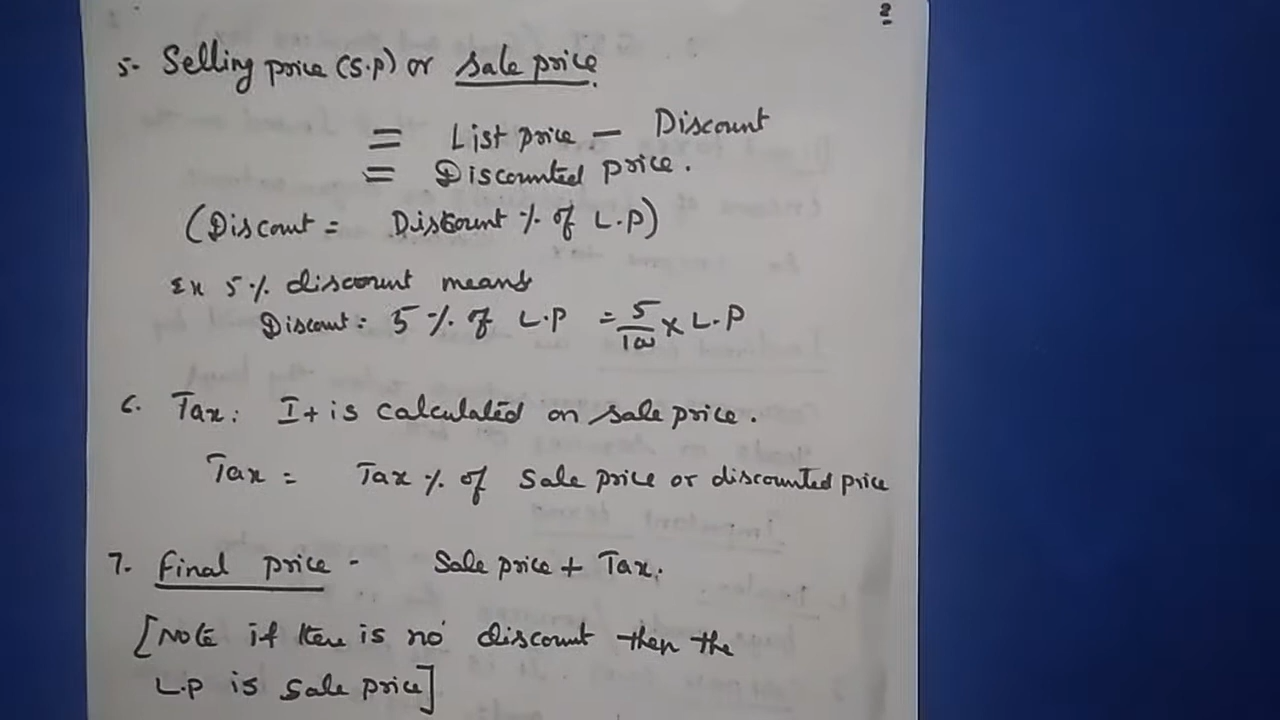 2
5- Selling price (S.P) or sale price.
= List price - Discount
= Discounted price.
(Discount = Discount % of L.P)
Ex 5% discount means
Discount = 5 % of L.P = 5/100 x L.P
6. Tax: It is calculated on sale price.
Tax = Tax % of Sale price or discounted price
7. Final price - Sale price + Tax.
[Note if there is no discount then the
L.P is sale price]